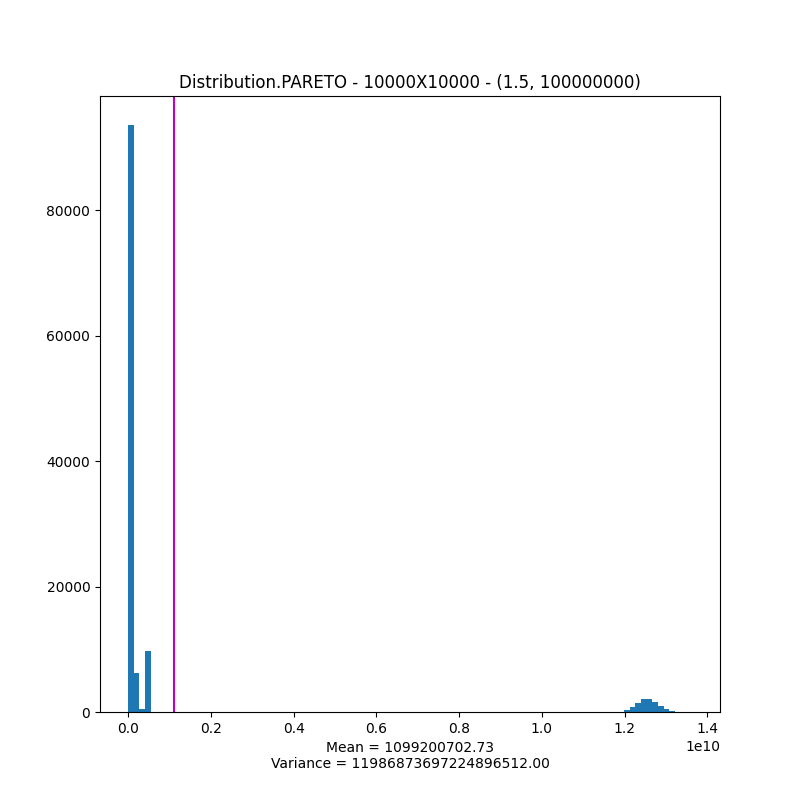 Distribution.PARETO - 10000X10000 - (1.5, 100000000)
80000
60000
40000
20000
0
0.0 0.2 0.4 0.6 0.8 1.0 1.2 1.4
1e10
Mean = 1099200702.73
Variance = 11986873697224896512.00